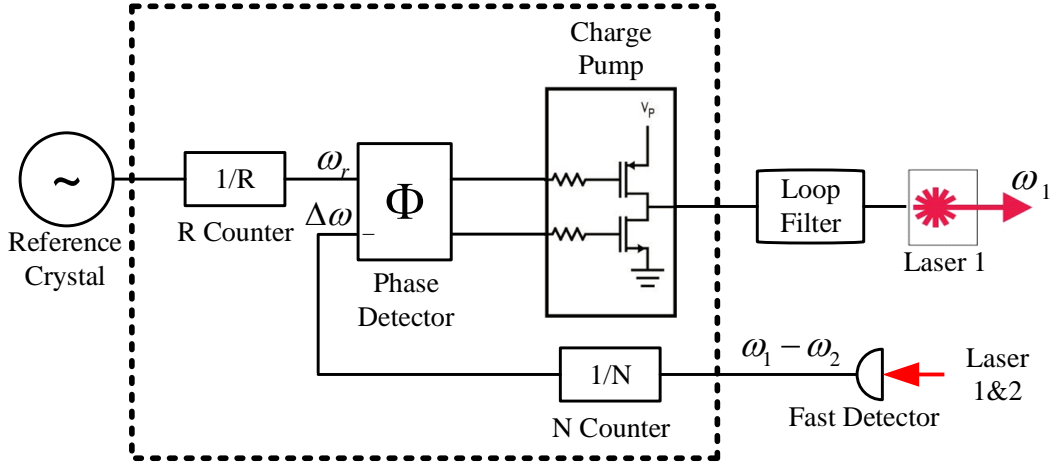 Charge
Pump
V_P
~
1/R
ω_r
Φ
Loop
Filter
ω_1
Δω
−
Reference
Crystal
R Counter
Phase
Detector
Laser 1
1/N
ω_1 − ω_2
Laser
1&2
N Counter
Fast Detector